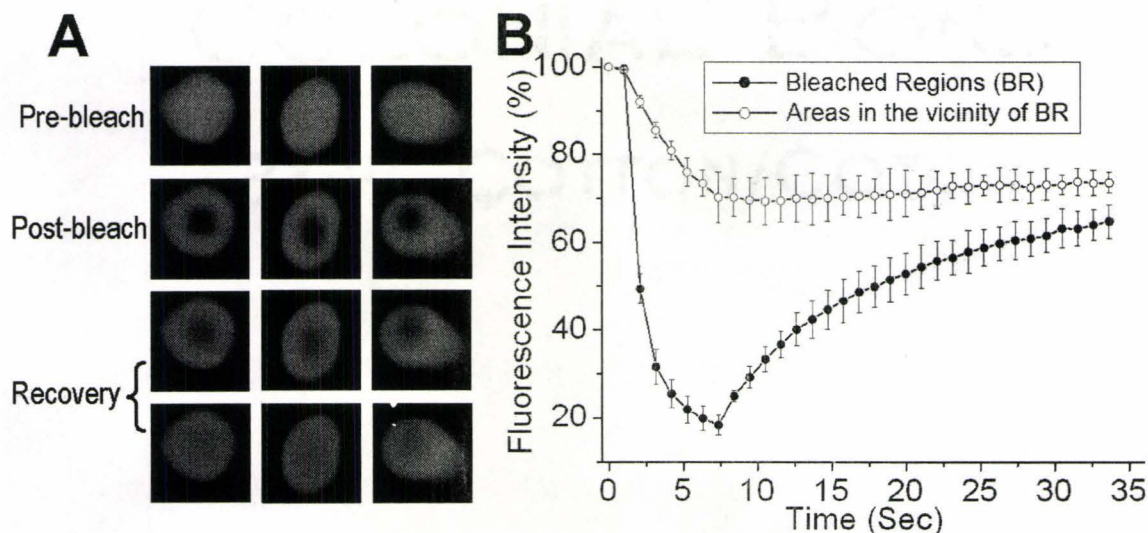 A
Pre-bleach
Post-bleach
Recovery
B
Fluorescence Intensity (%)
100
80
60
40
20
Bleached Regions (BR)
Areas in the vicinity of BR
0 5 10 15 20 25 30 35
Time (Sec)